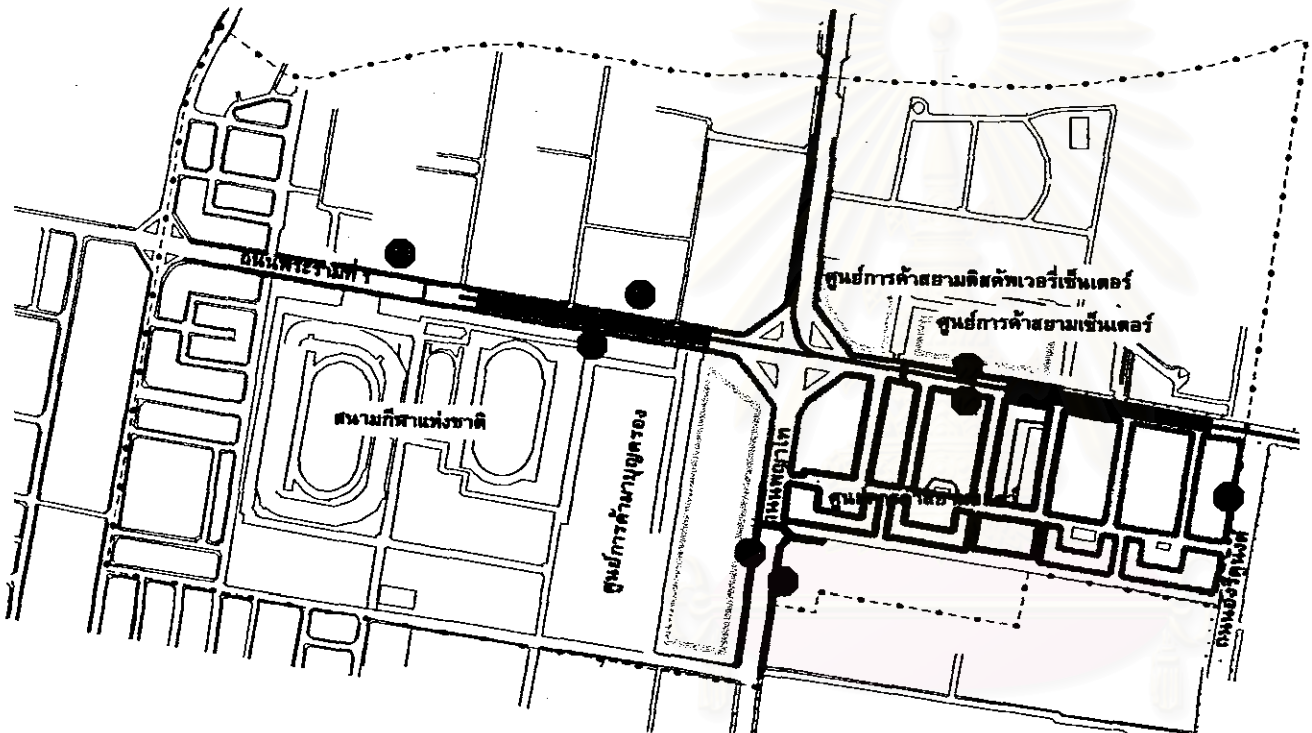 ถนนพระรามที่ 1
ศูนย์การค้าสยามดิสคัพเวอรี่เซ็นเตอร์
ศูนย์การค้าสยามเซ็นเตอร์
สนามกีฬาแห่งชาติ
ศูนย์การค้ามาบุญครอง
ถนนพญาไท
ถนนอังรีดูนังต์